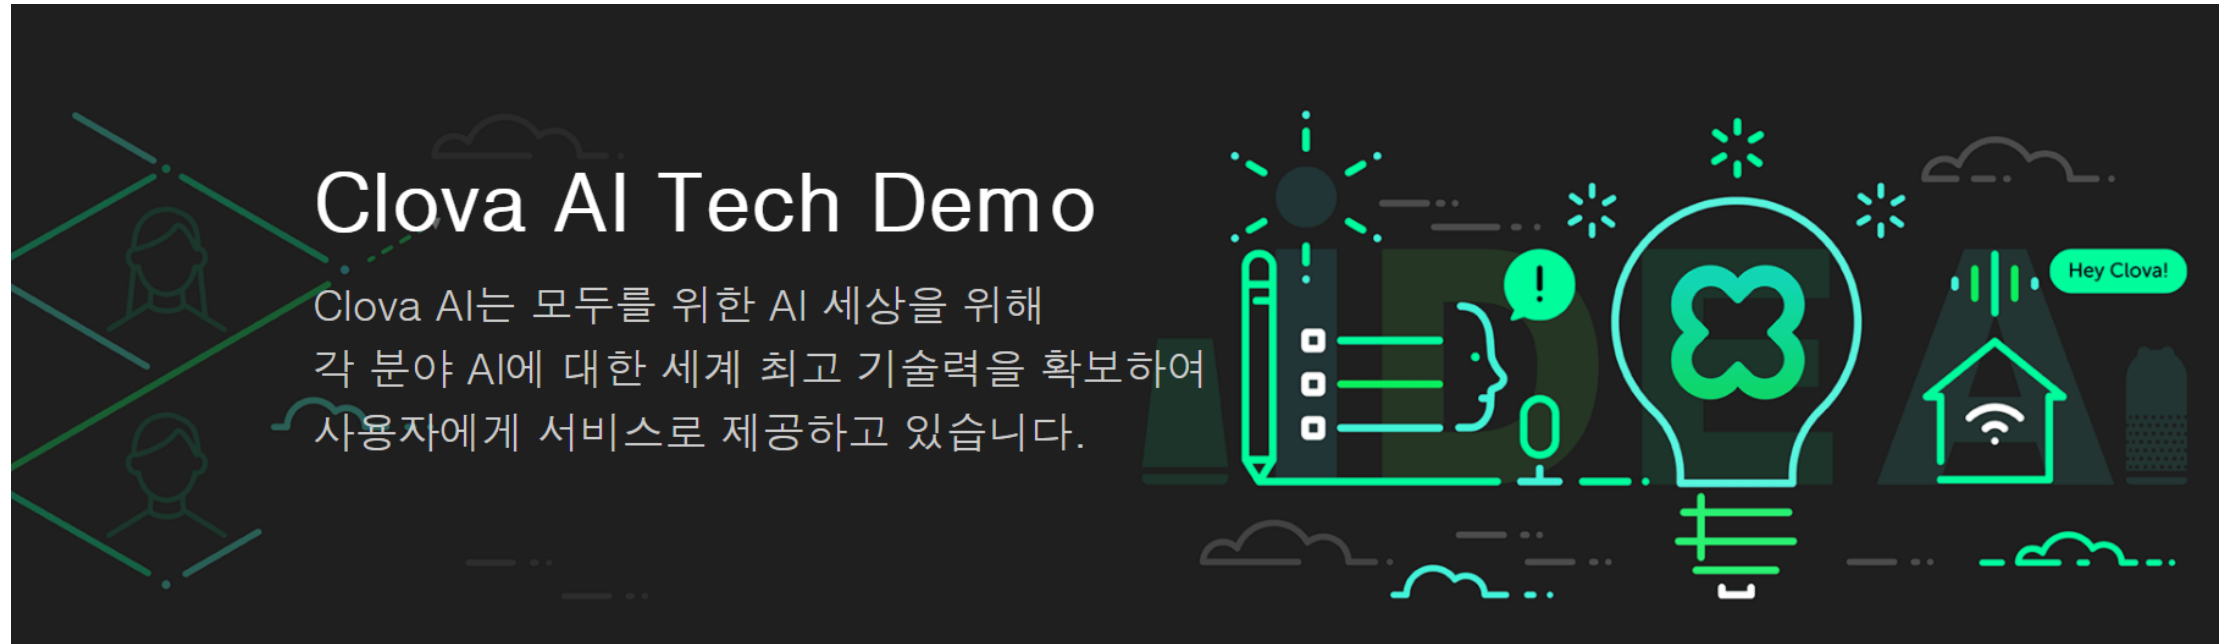 Clova AI Tech Demo
Clova AI는 모두를 위한 AI 세상을 위해
각 분야 AI에 대한 세계 최고 기술력을 확보하여
사용자에게 서비스로 제공하고 있습니다.
IDEA
!
Hey Clova!